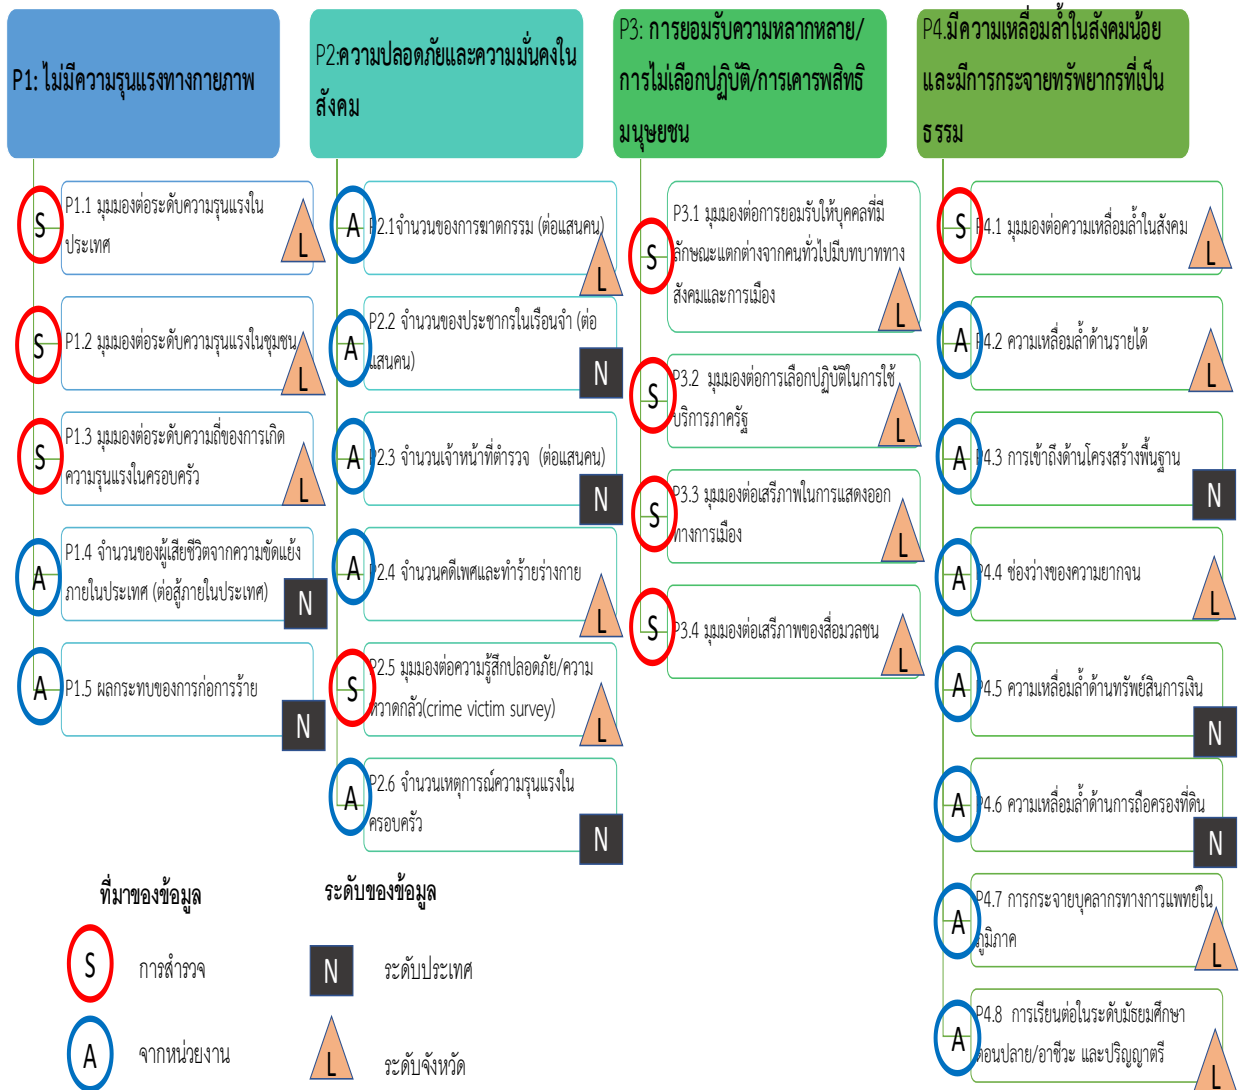 P1: ไม่มีความรุนแรงทางกายภาพ
S
P1.1 มุมมองต่อระดับความรุนแรงใน
ประเทศ
L
S
P1.2 มุมมองต่อระดับความรุนแรงในชุมชน
L
S
P1.3 มุมมองต่อระดับความถี่ของการเกิด
ความรุนแรงในครอบครัว
L
A
P1.4 จำนวนของผู้เสียชีวิตจากความขัดแย้ง
ภายในประเทศ (ต่อสู้ภายในประเทศ)
N
A
P1.5 ผลกระทบของการก่อการร้าย
N
P2:ความปลอดภัยและความมั่นคงใน
สังคม
A
P2.1จำนวนของการฆาตกรรม (ต่อแสนคน)
L
A
P2.2 จำนวนของประชากรในเรือนจำ (ต่อ
แสนคน)
N
A
P2.3 จำนวนเจ้าหน้าที่ตำรวจ (ต่อแสนคน)
N
A
P2.4 จำนวนคดีเพศและทำร้ายร่างกาย
L
S
P2.5 มุมมองต่อความรู้สึกปลอดภัย/ความ
หวาดกลัว(crime victim survey)
L
A
P2.6 จำนวนเหตุการณ์ความรุนแรงใน
ครอบครัว
N
P3: การยอมรับความหลากหลาย/
การไม่เลือกปฏิบัติ/การเคารพสิทธิ
มนุษยชน
S
P3.1 มุมมองต่อการยอมรับให้บุคคลที่มี
ลักษณะแตกต่างจากคนทั่วไปมีบทบาททาง
สังคมและการเมือง
L
S
P3.2 มุมมองต่อการเลือกปฏิบัติในการใช้
บริการภาครัฐ
L
S
P3.3 มุมมองต่อเสรีภาพในการแสดงออก
ทางการเมือง
L
S
P3.4 มุมมองต่อเสรีภาพของสื่อมวลชน
L
P4.มีความเหลื่อมล้ำในสังคมน้อย
และมีการกระจายทรัพยากรที่เป็น
ธรรม
S
P4.1 มุมมองต่อความเหลื่อมล้ำในสังคม
L
A
P4.2 ความเหลื่อมล้ำด้านรายได้
L
A
P4.3 การเข้าถึงด้านโครงสร้างพื้นฐาน
N
A
P4.4 ช่องว่างของความยากจน
L
A
P4.5 ความเหลื่อมล้ำด้านทรัพย์สินการเงิน
N
A
P4.6 ความเหลื่อมล้ำด้านการถือครองที่ดิน
N
A
P4.7 การกระจายบุคลากรทางการแพทย์ใน
ภูมิภาค
L
A
P4.8 การเรียนต่อในระดับมัธยมศึกษา
ตอนปลาย/อาชีวะ และปริญญาตรี
L
ที่มาของข้อมูล
S การสำรวจ
A จากหน่วยงาน
ระดับของข้อมูล
N ระดับประเทศ
L ระดับจังหวัด